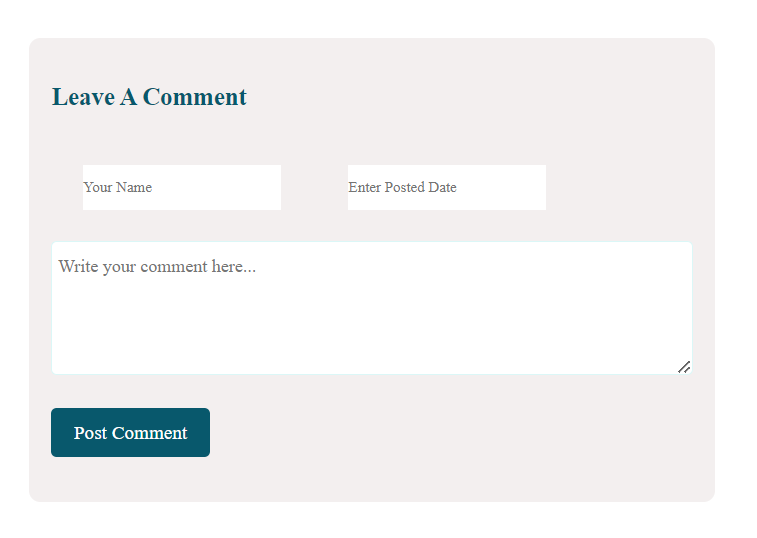 Leave A Comment
Your Name
Enter Posted Date
Write your comment here...
Post Comment